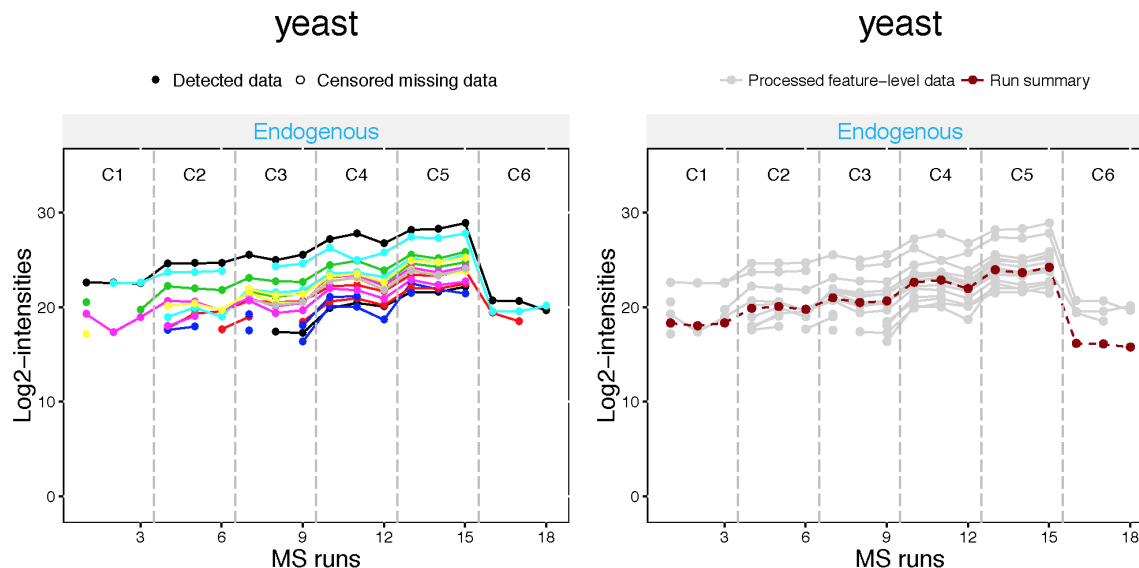 yeast
Detected data Censored missing data
Endogenous
C1 C2 C3 C4 C5 C6
30
20
10
0
Log2−intensities
3 6 9 12 15 18
MS runs
yeast
Processed feature−level data Run summary
Endogenous
C1 C2 C3 C4 C5 C6
30
20
10
0
Log2−intensities
3 6 9 12 15 18
MS runs